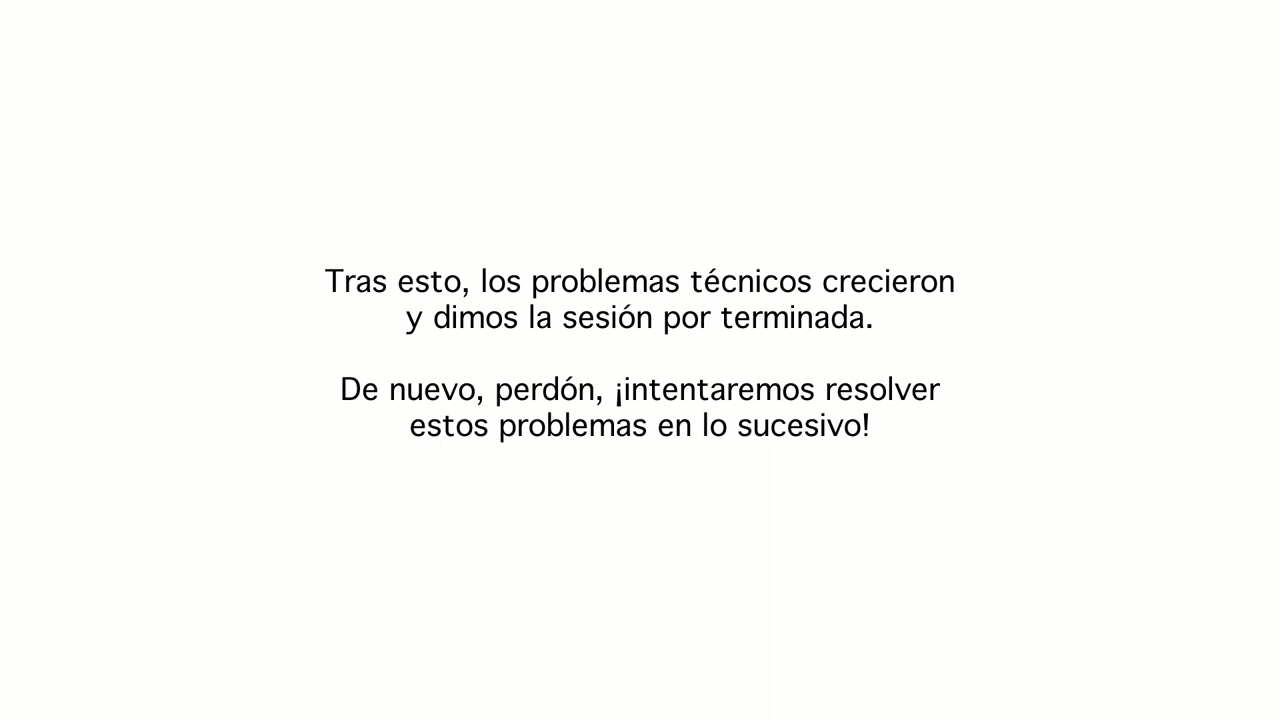 Tras esto, los problemas técnicos crecieron
y dimos la sesión por terminada.
De nuevo, perdón, ¡intentaremos resolver
estos problemas en lo sucesivo!